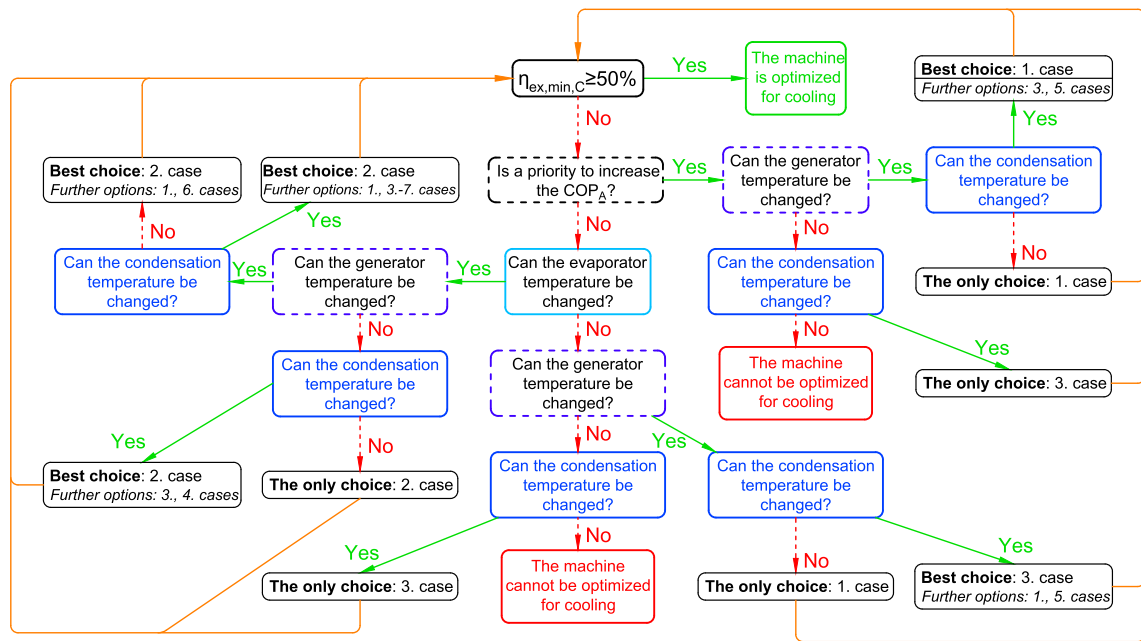 η_ex,min,C≥50%
Yes
The machine
is optimized
for cooling
Best choice: 1. case
Further options: 3., 5. cases
No
Yes
Best choice: 2. case
Further options: 1., 6. cases
Best choice: 2. case
Further options: 1., 3.-7. cases
Is a priority to increase
the COP_A?
Yes
Can the generator
temperature be
changed?
Yes
Can the condensation
temperature be
changed?
No
Yes
No
No
No
Can the condensation
temperature be
changed?
Yes
Can the generator
temperature be
changed?
Yes
Can the evaporator
temperature be
changed?
Can the condensation
temperature be
changed?
The only choice: 1. case
No
No
No
Yes
Can the condensation
temperature be
changed?
Can the generator
temperature be
changed?
The machine
cannot be optimized
for cooling
The only choice: 3. case
Yes
No
No
Yes
Best choice: 2. case
Further options: 3., 4. cases
The only choice: 2. case
Can the condensation
temperature be
changed?
Can the condensation
temperature be
changed?
Yes
No
No
Yes
The only choice: 3. case
The machine
cannot be optimized
for cooling
The only choice: 1. case
Best choice: 3. case
Further options: 1., 5. cases